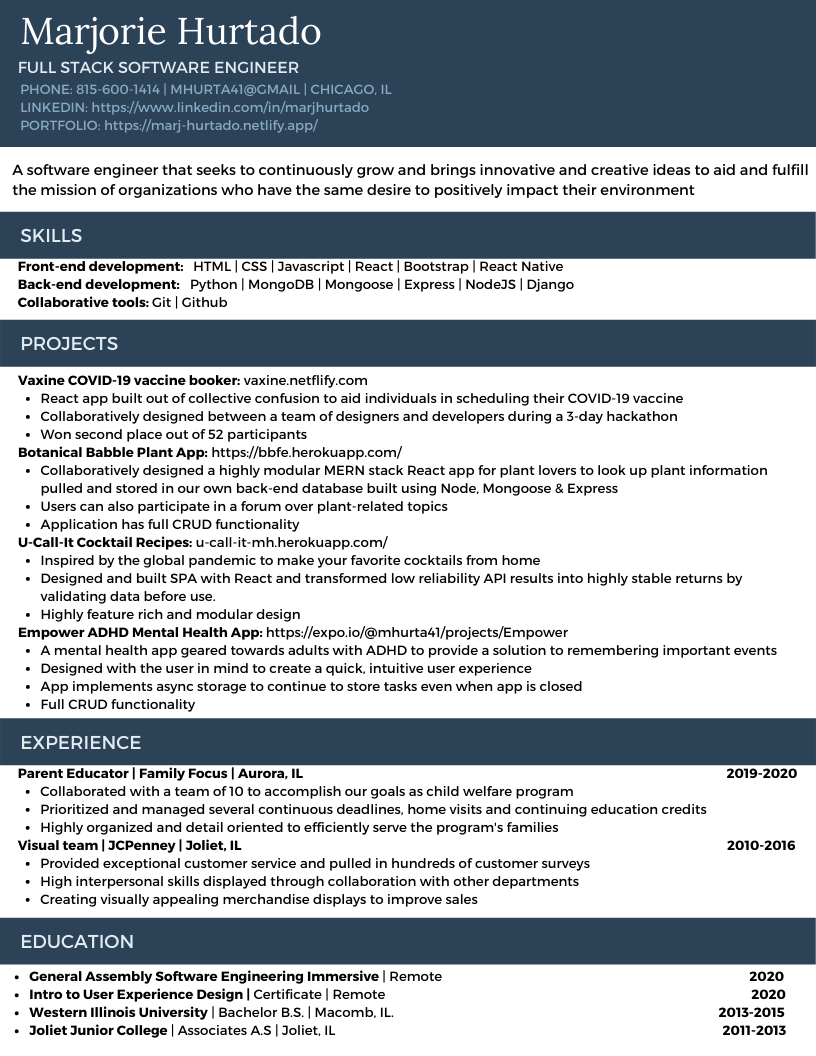 Marjorie Hurtado
FULL STACK SOFTWARE ENGINEER
PHONE: 815-600-1414 | MHURTA41@GMAIL | CHICAGO, IL
LINKEDIN: https://www.linkedin.com/in/marjhurtado
PORTFOLIO: https://marj-hurtado.netlify.app/
A software engineer that seeks to continuously grow and brings innovative and creative ideas to aid and fulfill
the mission of organizations who have the same desire to positively impact their environment
SKILLS
Front-end development: HTML | CSS | Javascript | React | Bootstrap | React Native
Back-end development: Python | MongoDB | Mongoose | Express | NodeJS | Django
Collaborative tools: Git | Github
PROJECTS
Vaxine COVID-19 vaccine booker: vaxine.netflify.com
• React app built out of collective confusion to aid individuals in scheduling their COVID-19 vaccine
• Collaboratively designed between a team of designers and developers during a 3-day hackathon
• Won second place out of 52 participants
Botanical Babble Plant App: https://bbfe.herokuapp.com/
• Collaboratively designed a highly modular MERN stack React app for plant lovers to look up plant information
pulled and stored in our own back-end database built using Node, Mongoose & Express
• Users can also participate in a forum over plant-related topics
• Application has full CRUD functionality
U-Call-It Cocktail Recipes: u-call-it-mh.herokuapp.com/
• Inspired by the global pandemic to make your favorite cocktails from home
• Designed and built SPA with React and transformed low reliability API results into highly stable returns by
validating data before use.
• Highly feature rich and modular design
Empower ADHD Mental Health App: https://expo.io/@mhurta41/projects/Empower
• A mental health app geared towards adults with ADHD to provide a solution to remembering important events
• Designed with the user in mind to create a quick, intuitive user experience
• App implements async storage to continue to store tasks even when app is closed
• Full CRUD functionality
EXPERIENCE
Parent Educator | Family Focus | Aurora, IL 2019-2020
• Collaborated with a team of 10 to accomplish our goals as child welfare program
• Prioritized and managed several continuous deadlines, home visits and continuing education credits
• Highly organized and detail oriented to efficiently serve the program's families
Visual team | JCPenney | Joliet, IL 2010-2016
• Provided exceptional customer service and pulled in hundreds of customer surveys
• High interpersonal skills displayed through collaboration with other departments
• Creating visually appealing merchandise displays to improve sales
EDUCATION
• General Assembly Software Engineering Immersive | Remote 2020
• Intro to User Experience Design | Certificate | Remote 2020
• Western Illinois University | Bachelor B.S. | Macomb, IL. 2013-2015
• Joliet Junior College | Associates A.S | Joliet, IL 2011-2013